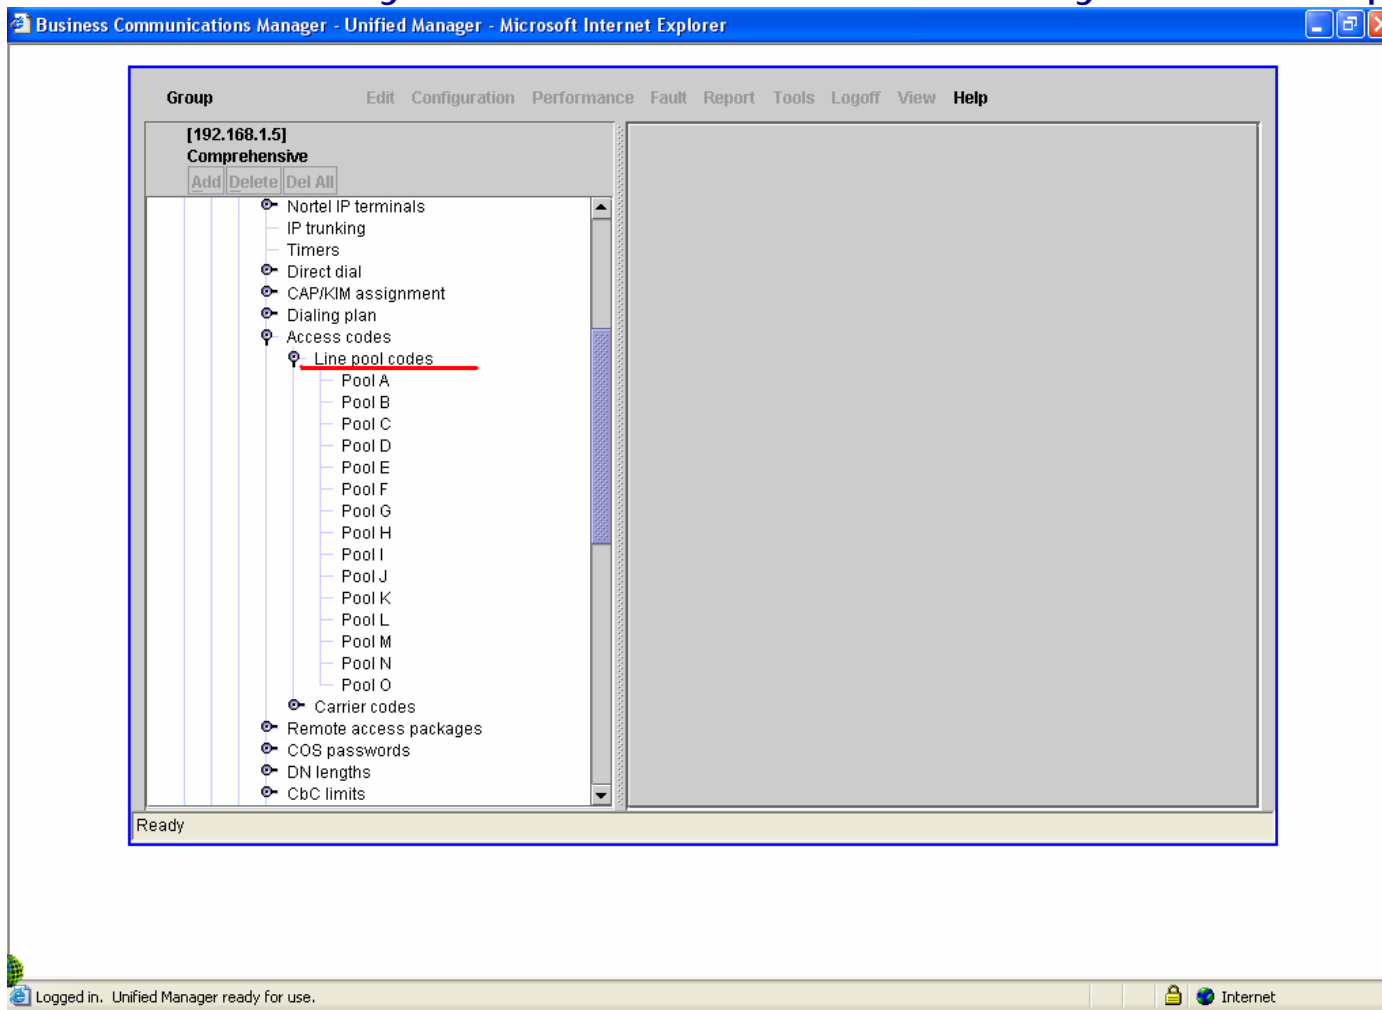 Business Communications Manager - Unified Manager - Microsoft Internet Explorer
Group Edit Configuration Performance Fault Report Tools Logoff View Help
[192.168.1.5]
Comprehensive
Add Delete Del All
Nortel IP terminals
IP trunking
Timers
Direct dial
CAP/KIM assignment
Dialing plan
Access codes
Line pool codes
Pool A
Pool B
Pool C
Pool D
Pool E
Pool F
Pool G
Pool H
Pool I
Pool J
Pool K
Pool L
Pool M
Pool N
Pool O
Carrier codes
Remote access packages
COS passwords
DN lengths
CbC limits
Ready
Logged in. Unified Manager ready for use. Internet